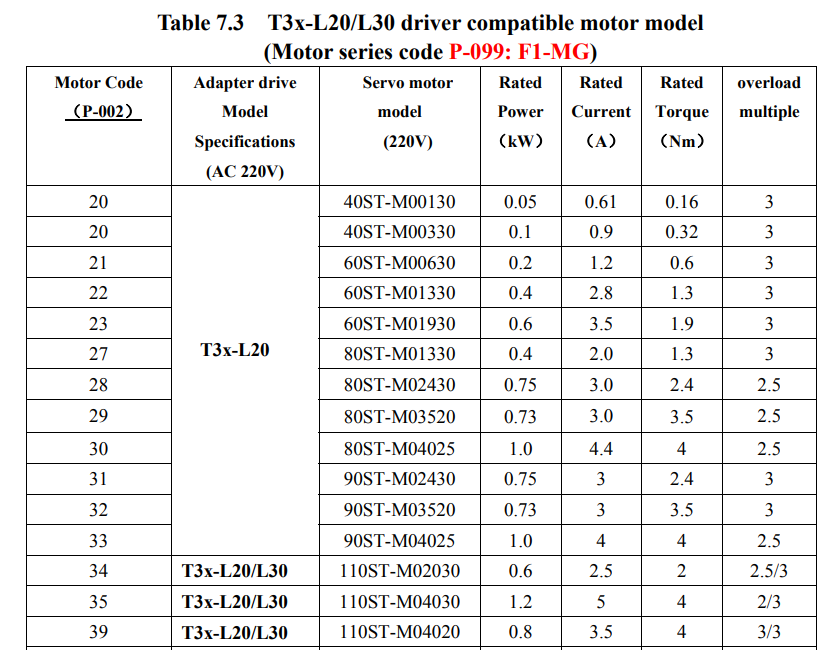 Table 7.3 T3x-L20/L30 driver compatible motor model
(Motor series code P-099: F1-MG)
Motor Code (P-002) Adapter drive Model Specifications (AC 220V) Servo motor model (220V) Rated Power (kW) Rated Current (A) Rated Torque (Nm) overload multiple
20 40ST-M00130 0.05 0.61 0.16 3
20 40ST-M00330 0.1 0.9 0.32 3
21 60ST-M00630 0.2 1.2 0.6 3
22 60ST-M01330 0.4 2.8 1.3 3
23 60ST-M01930 0.6 3.5 1.9 3
27 T3x-L20 80ST-M01330 0.4 2.0 1.3 3
28 80ST-M02430 0.75 3.0 2.4 2.5
29 80ST-M03520 0.73 3.0 3.5 2.5
30 80ST-M04025 1.0 4.4 4 2.5
31 90ST-M02430 0.75 3 2.4 3
32 90ST-M03520 0.73 3 3.5 3
33 90ST-M04025 1.0 4 4 2.5
34 T3x-L20/L30 110ST-M02030 0.6 2.5 2 2.5/3
35 T3x-L20/L30 110ST-M04030 1.2 5 4 2/3
39 T3x-L20/L30 110ST-M04020 0.8 3.5 4 3/3